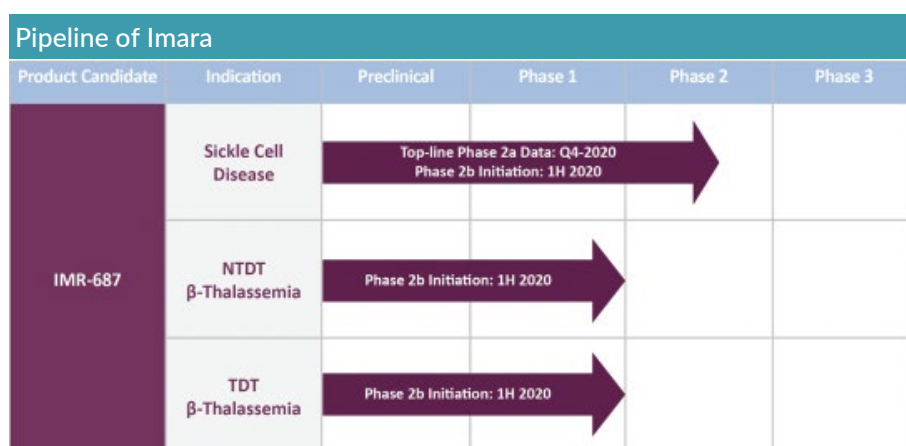 Pipeline of Imara
Product Candidate Indication Preclinical Phase 1 Phase 2 Phase 3
Sickle Cell
Disease
Top-line Phase 2a Data: Q4-2020
Phase 2b Initiation: 1H 2020
IMR-687
NTDT
β-Thalassemia
Phase 2b Initiation: 1H 2020
TDT
β-Thalassemia
Phase 2b Initiation: 1H 2020